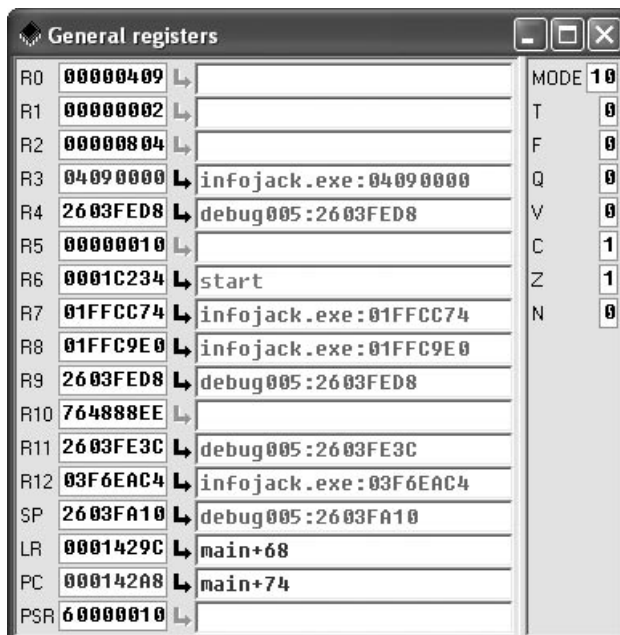 General registers
R0 00000409 MODE 10
R1 00000002 T 0
R2 00000804 F 0
R3 04090000 infojack.exe:04090000 Q 0
R4 2603FED8 debug005:2603FED8 V 0
R5 00000010 C 1
R6 0001C234 start Z 1
R7 01FFCC74 infojack.exe:01FFCC74 N 0
R8 01FFC9E0 infojack.exe:01FFC9E0
R9 2603FED8 debug005:2603FED8
R10 764888EE
R11 2603FE3C debug005:2603FE3C
R12 03F6EAC4 infojack.exe:03F6EAC4
SP 2603FA10 debug005:2603FA10
LR 0001429C main+68
PC 000142A8 main+74
PSR 60000010